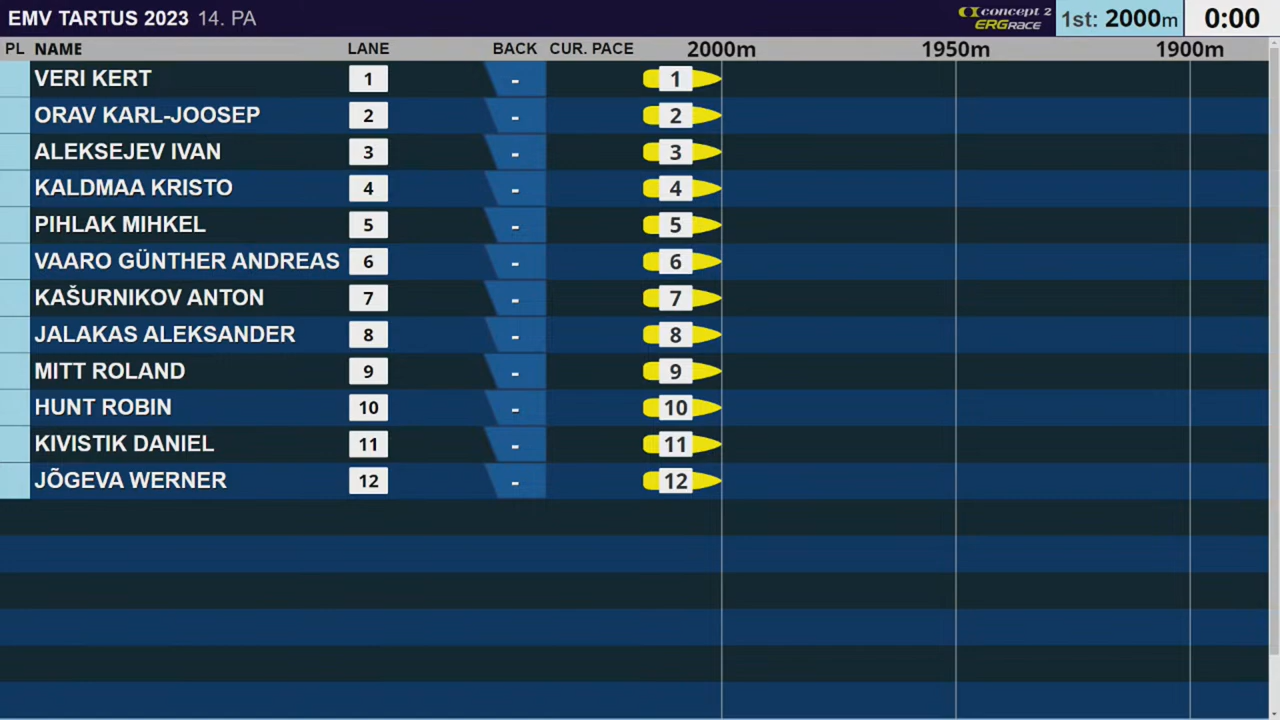 EMV TARTUS 2023 14. PA concept 2 ERGRACE 1st: 2000m 0:00
PL NAME LANE BACK CUR. PACE 2000m 1950m 1900m
VERI KERT 1 - 1
ORAV KARL-JOOSEP 2 - 2
ALEKSEJEV IVAN 3 - 3
KALDMAA KRISTO 4 - 4
PIHLAK MIHKEL 5 - 5
VAARO GÜNTHER ANDREAS 6 - 6
KAŠURNIKOV ANTON 7 - 7
JALAKAS ALEKSANDER 8 - 8
MITT ROLAND 9 - 9
HUNT ROBIN 10 - 10
KIVISTIK DANIEL 11 - 11
JÕGEVA WERNER 12 - 12